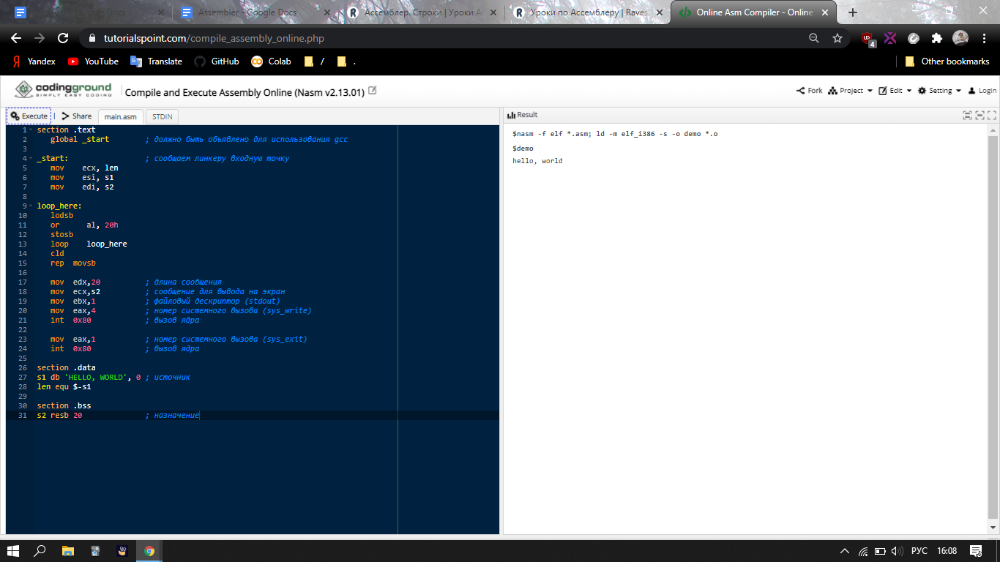 Assembler - Google Docs
Ассемблер. Строки | Уроки А
Уроки по Ассемблеру | Raves
Online Asm Compiler - Online
tutorialspoint.com/compile_assembly_online.php
4
Yandex YouTube Translate GitHub Colab / . Other bookmarks
codingground
SIMPLY EASY CODING
Compile and Execute Assembly Online (Nasm v2.13.01)
Fork Project Edit Setting Login
Execute | Share main.asm STDIN
Result
1 section .text
2 global _start ; должно быть объявлено для использования gcc
3
4 _start: ; сообщаем линкеру входную точку
5 mov ecx, len
6 mov esi, s1
7 mov edi, s2
8
9 loop_here:
10 lodsb
11 or al, 20h
12 stosb
13 loop loop_here
14 cld
15 rep movsb
16
17 mov edx,20 ; длина сообщения
18 mov ecx,s2 ; сообщение для вывода на экран
19 mov ebx,1 ; файловый дескриптор (stdout)
20 mov eax,4 ; номер системного вызова (sys_write)
21 int 0x80 ; вызов ядра
22
23 mov eax,1 ; номер системного вызова (sys_exit)
24 int 0x80 ; вызов ядра
25
26 section .data
27 s1 db 'HELLO, WORLD', 0 ; источник
28 len equ $-s1
29
30 section .bss
31 s2 resb 20 ; назначение
$nasm -f elf *.asm; ld -m elf_i386 -s -o demo *.o
$demo
hello, world
РУС 16:08